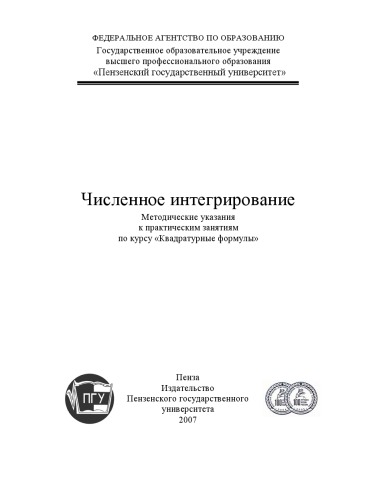 ФЕДЕРАЛЬНОЕ АГЕНТСТВО ПО ОБРАЗОВАНИЮ
Государственное образовательное учреждение
высшего профессионального образования
«Пензенский государственный университет»
Численное интегрирование
Методические указания
к практическим занятиям
по курсу «Квадратурные формулы»
ПГУ
Пенза
Издательство
Пензенского государственного
университета
2007